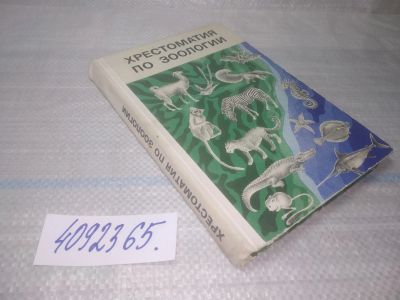 ХРЕСТОМАТИЯ
ПО ЗООЛОГИИ
ХРЕСТОМАТИЯ ПО ЗООЛОГИИ
4092365.